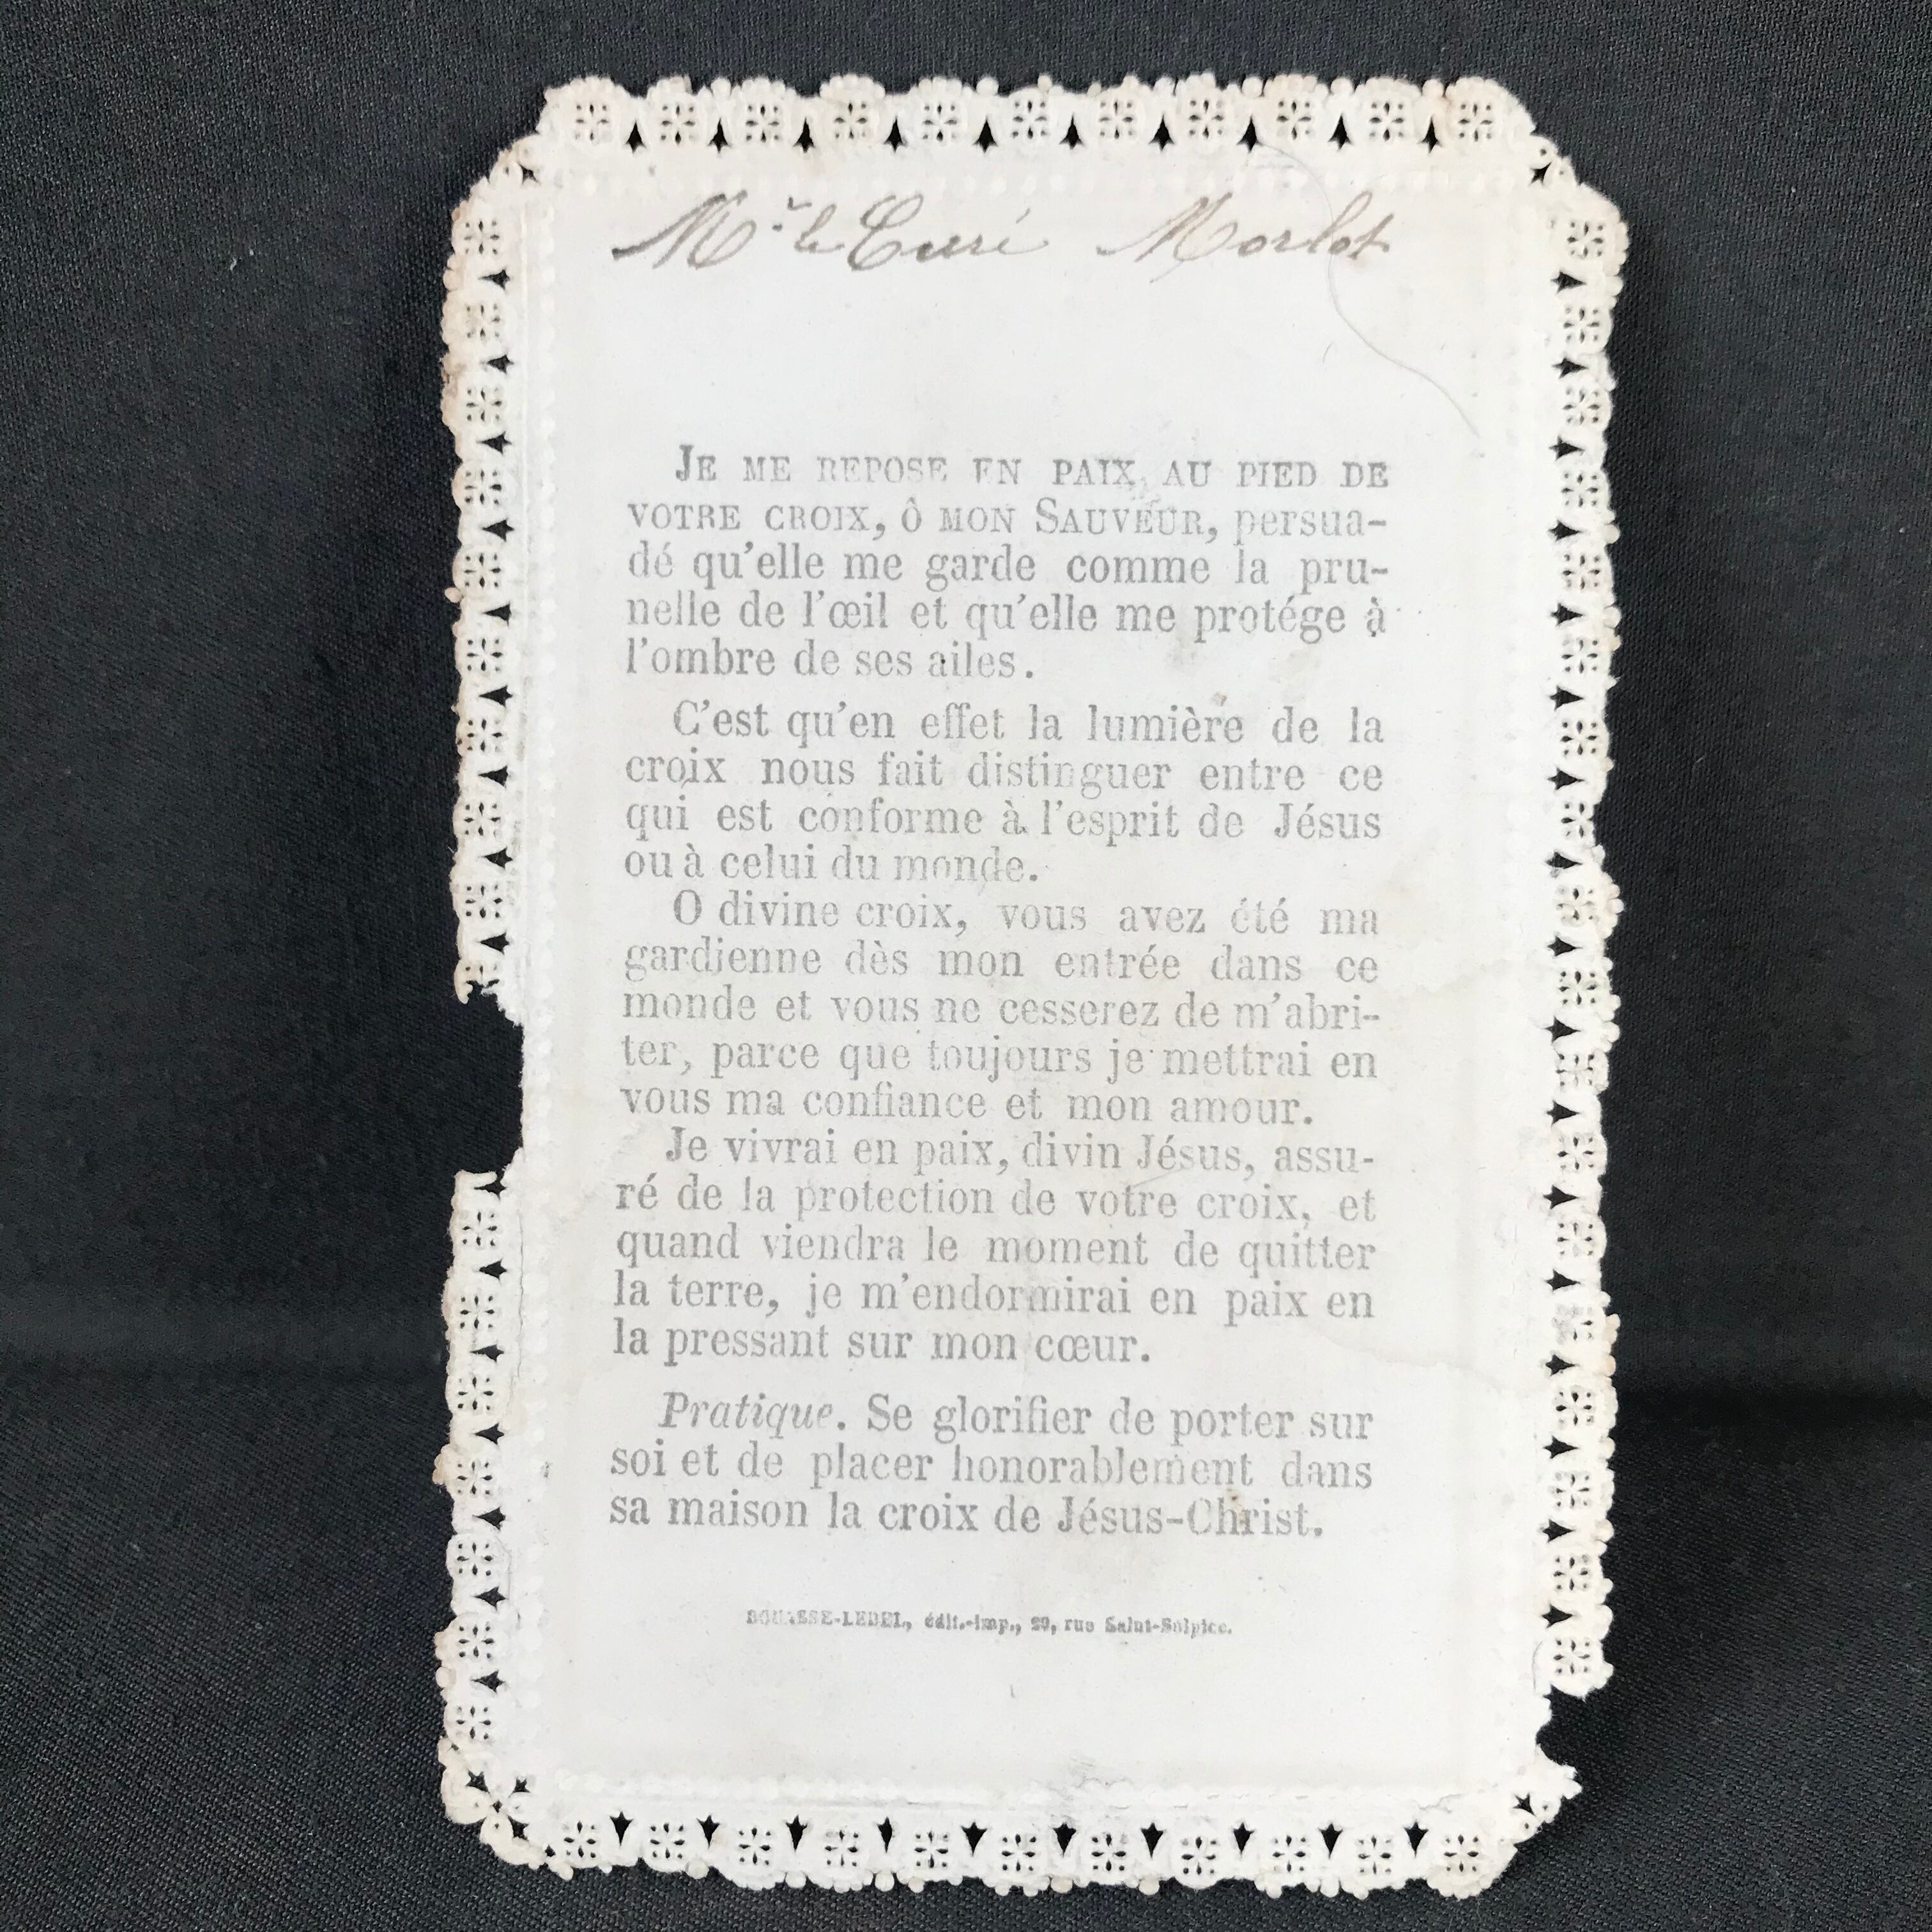 Mr le Curé Morlot
JE ME REPOSE EN PAIX, AU PIED DE
VOTRE CROIX, Ô MON SAUVEUR, persua-
dé qu'elle me garde comme la pru-
nelle de l'œil et qu'elle me protége à
l'ombre de ses ailes.
C'est qu'en effet la lumière de la
croix nous fait distinguer entre ce
qui est conforme à l'esprit de Jésus
ou à celui du monde.
O divine croix, vous avez été ma
gardienne dès mon entrée dans ce
monde et vous ne cesserez de m'abri-
ter, parce que toujours je mettrai en
vous ma confiance et mon amour.
Je vivrai en paix, divin Jésus, assu-
ré de la protection de votre croix, et
quand viendra le moment de quitter
la terre, je m'endormirai en paix en
la pressant sur mon cœur.
Pratique. Se glorifier de porter sur
soi et de placer honorablement dans
sa maison la croix de Jésus-Christ.
BOUASSE-LEBEL, édit.-imp., 29, rue Saint-Sulpice.